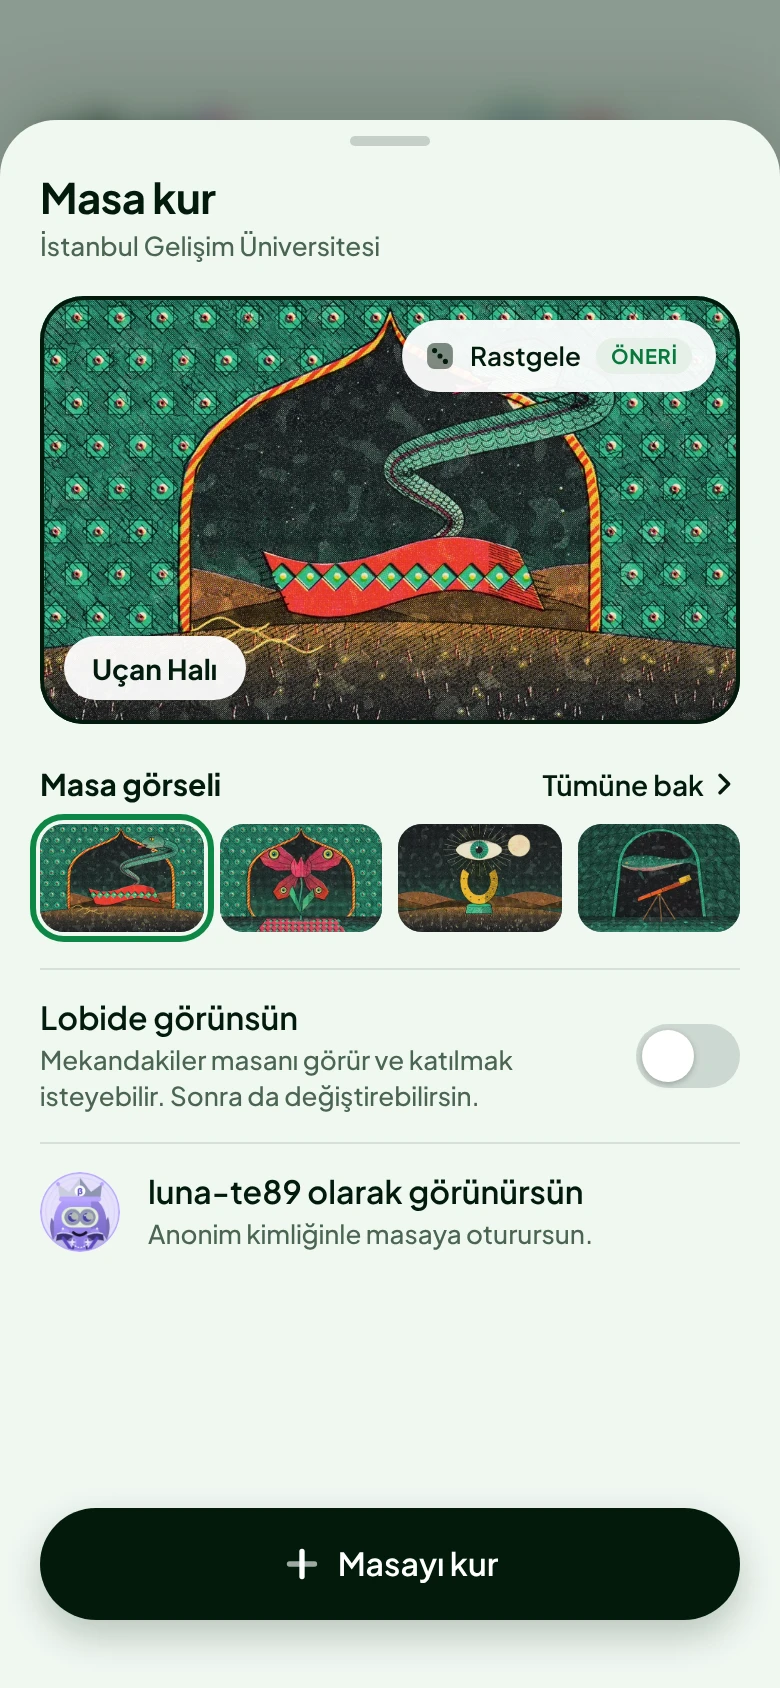 Masa kur
İstanbul Gelişim Üniversitesi
Rastgele ÖNERİ
Uçan Halı
Masa görseli
Tümüne bak
Lobide görünsün
Mekandakiler masanı görür ve katılmak
isteyebilir. Sonra da değiştirebilirsin.
β
luna-te89 olarak görünürsün
Anonim kimliğinle masaya oturursun.
Masayı kur